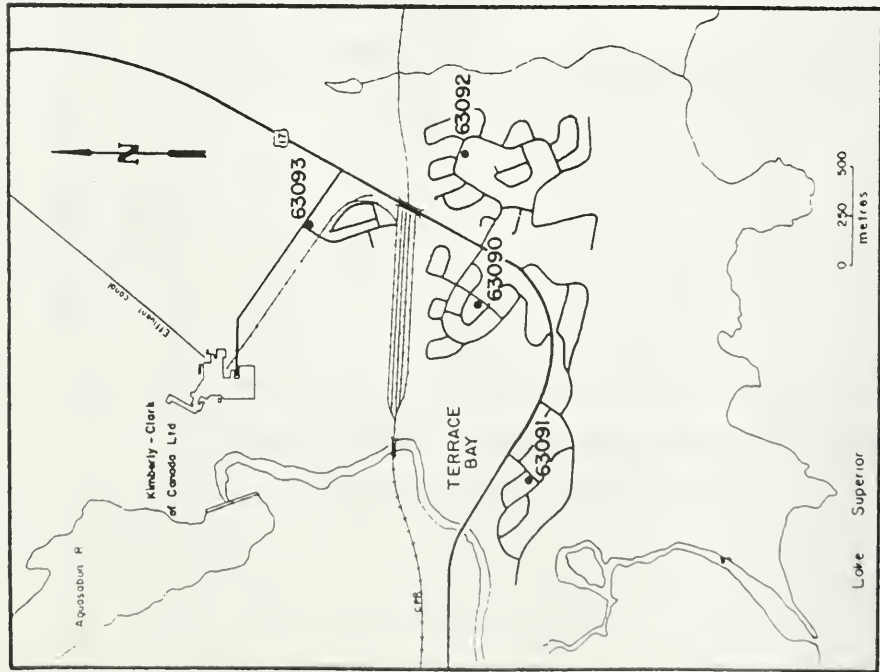 N
17
63093
63092
Effluent Canal
Kimberly - Clark
of Canada Ltd
63090
Aguasabun R
TERRACE
BAY
63091
C.P.R.
0 250 500
metres
Lake Superior